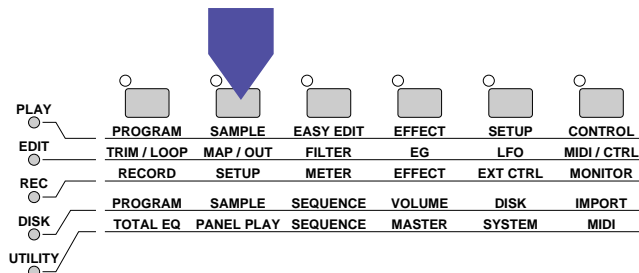 PLAY
PROGRAM SAMPLE EASY EDIT EFFECT SETUP CONTROL
EDIT
TRIM / LOOP MAP / OUT FILTER EG LFO MIDI / CTRL
REC
RECORD SETUP METER EFFECT EXT CTRL MONITOR
DISK
PROGRAM SAMPLE SEQUENCE VOLUME DISK IMPORT
UTILITY
TOTAL EQ PANEL PLAY SEQUENCE MASTER SYSTEM MIDI